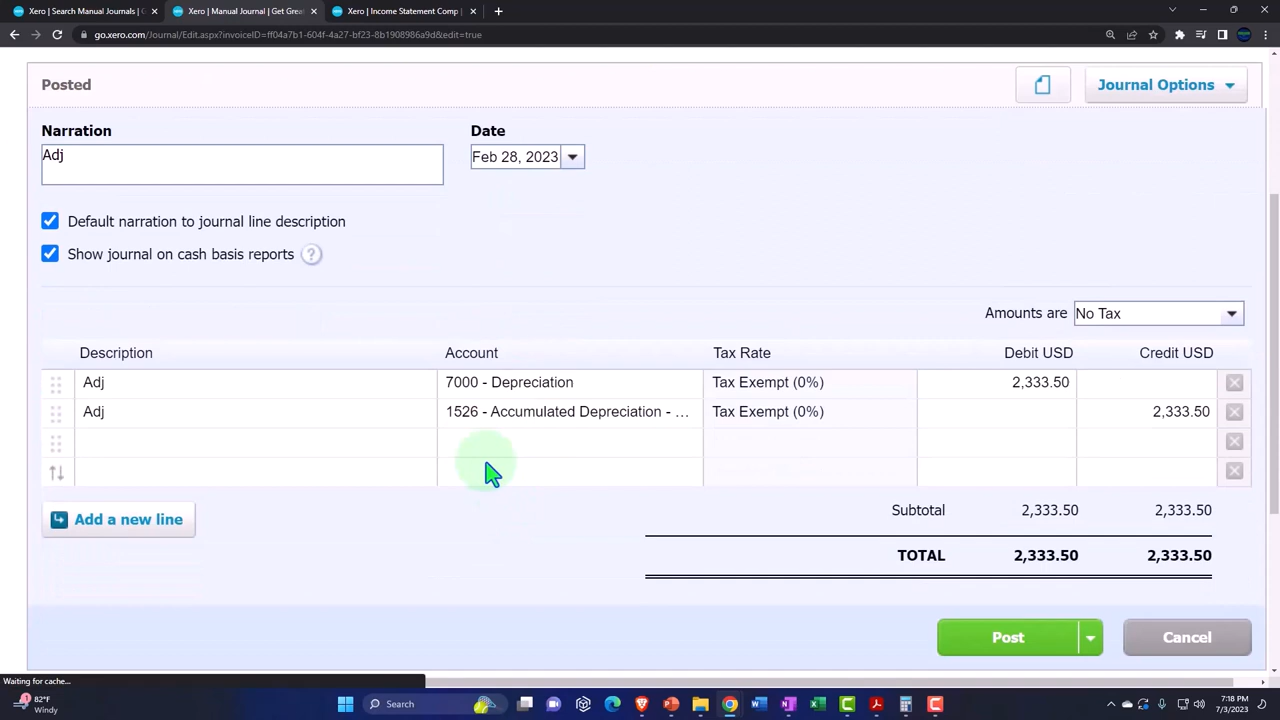 Xero | Search Manual Journals | G
Xero | Manual Journal | Get Grea
Xero | Income Statement Comp |
go.xero.com/Journal/Edit.aspx?invoiceID=ff04a7b1-604f-4a27-bf23-8b1908986a9d&edit=true
Posted
Journal Options
Narration
Date
Adj
Feb 28, 2023
Default narration to journal line description
Show journal on cash basis reports ?
Amounts are No Tax
Description Account Tax Rate Debit USD Credit USD
Adj 7000 - Depreciation Tax Exempt (0%) 2,333.50
Adj 1526 - Accumulated Depreciation - ... Tax Exempt (0%) 2,333.50
Add a new line
Subtotal 2,333.50 2,333.50
TOTAL 2,333.50 2,333.50
Post
Cancel
Waiting for cache...
1
82°F
Windy
Search
7:18 PM
7/3/2023